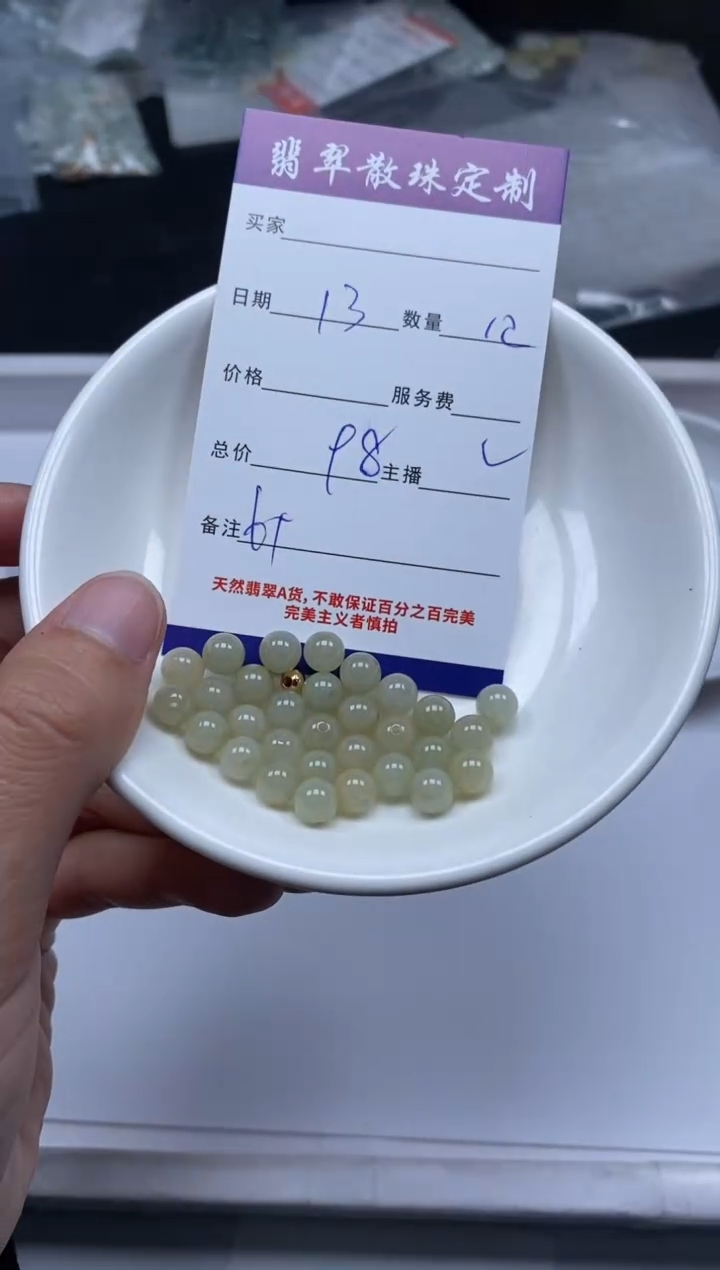 翡翠散珠定制
买家
日期 13 数量 12
价格 服务费
总价 98 主播 ✓
备注
天然翡翠A货,不敢保证百分之百完美
完美主义者慎拍